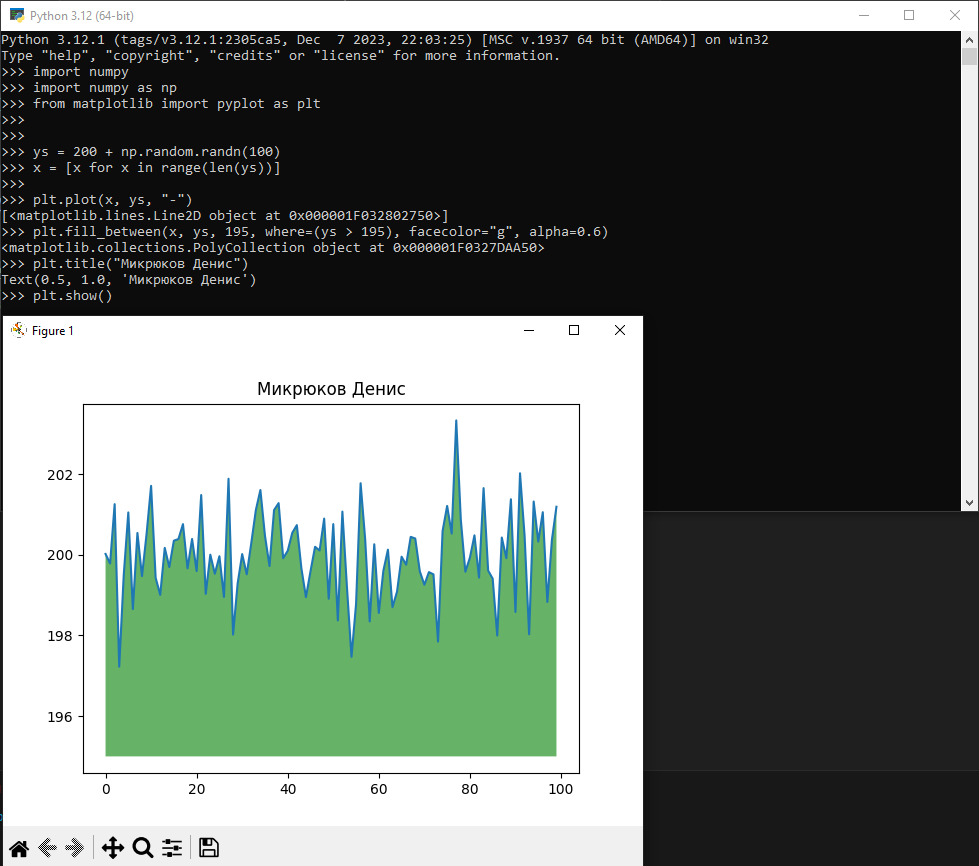 Python 3.12 (64-bit)
Python 3.12.1 (tags/v3.12.1:2305ca5, Dec  7 2023, 22:03:25) [MSC v.1937 64 bit (AMD64)] on win32
Type "help", "copyright", "credits" or "license" for more information.
>>> import numpy
>>> import numpy as np
>>> from matplotlib import pyplot as plt
>>>
>>>
>>> ys = 200 + np.random.randn(100)
>>> x = [x for x in range(len(ys))]
>>>
>>> plt.plot(x, ys, "-")
[<matplotlib.lines.Line2D object at 0x000001F032802750>]
>>> plt.fill_between(x, ys, 195, where=(ys > 195), facecolor="g", alpha=0.6)
<matplotlib.collections.PolyCollection object at 0x000001F0327DAA50>
>>> plt.title("Микрюков Денис")
Text(0.5, 1.0, 'Микрюков Денис')
>>> plt.show()
Figure 1
Микрюков Денис
202
200
198
196
0 20 40 60 80 100